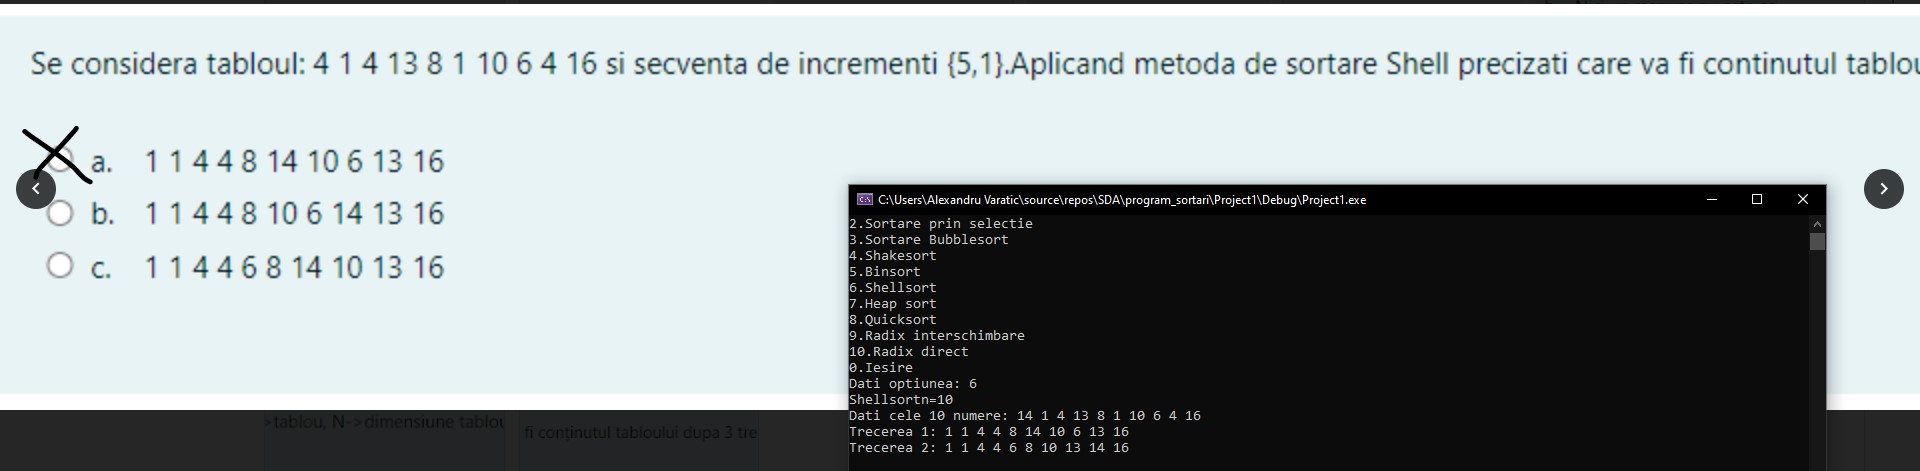 Se considera tabloul: 4 1 4 13 8 1 10 6 4 16 si secventa de incrementi {5,1}.Aplicand metoda de sortare Shell precizati care va fi continutul tablou
a. 1 1 4 4 8 14 10 6 13 16
b. 1 1 4 4 8 10 6 14 13 16
c. 1 1 4 4 6 8 14 10 13 16
C:\Users\Alexandru Varatic\source\repos\SDA\program_sortari\Project1\Debug\Project1.exe
2.Sortare prin selectie
3.Sortare Bubblesort
4.Shakesort
5.Binsort
6.Shellsort
7.Heap sort
8.Quicksort
9.Radix interschimbare
10.Radix direct
0.Iesire
Dati optiunea: 6
Shellsortn=10
Dati cele 10 numere: 14 1 4 13 8 1 10 6 4 16
Trecerea 1: 1 1 4 4 8 14 10 6 13 16
Trecerea 2: 1 1 4 4 6 8 10 13 14 16
>tablou, N->dimensiune tablou
fi conținutul tabloului dupa 3 tre